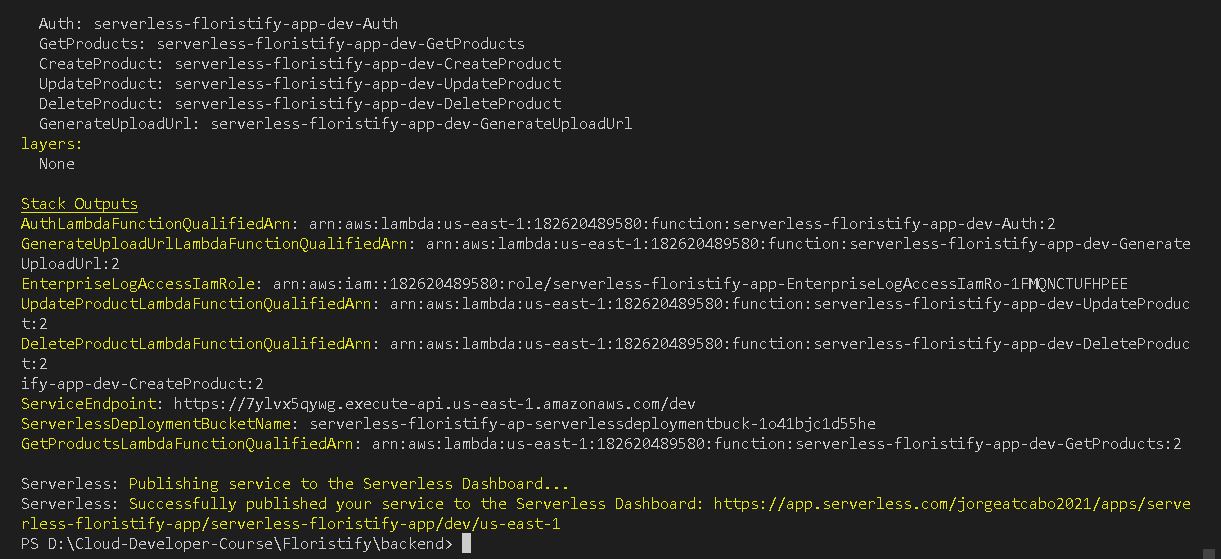 Auth: serverless-floristify-app-dev-Auth
GetProducts: serverless-floristify-app-dev-GetProducts
CreateProduct: serverless-floristify-app-dev-CreateProduct
UpdateProduct: serverless-floristify-app-dev-UpdateProduct
DeleteProduct: serverless-floristify-app-dev-DeleteProduct
GenerateUploadUrl: serverless-floristify-app-dev-GenerateUploadUrl
layers:
None
Stack Outputs
AuthLambdaFunctionQualifiedArn: arn:aws:lambda:us-east-1:182620489580:function:serverless-floristify-app-dev-Auth:2
GenerateUploadUrlLambdaFunctionQualifiedArn: arn:aws:lambda:us-east-1:182620489580:function:serverless-floristify-app-dev-Generate
UploadUrl:2
EnterpriseLogAccessIamRole: arn:aws:iam::182620489580:role/serverless-floristify-app-EnterpriseLogAccessIamRo-1FMQNCTUFHPEE
UpdateProductLambdaFunctionQualifiedArn: arn:aws:lambda:us-east-1:182620489580:function:serverless-floristify-app-dev-UpdateProduc
t:2
DeleteProductLambdaFunctionQualifiedArn: arn:aws:lambda:us-east-1:182620489580:function:serverless-floristify-app-dev-DeleteProduc
t:2
ify-app-dev-CreateProduct:2
ServiceEndpoint: https://7ylvx5qywg.execute-api.us-east-1.amazonaws.com/dev
ServerlessDeploymentBucketName: serverless-floristify-ap-serverlessdeploymentbuck-1o41bjc1d55he
GetProductsLambdaFunctionQualifiedArn: arn:aws:lambda:us-east-1:182620489580:function:serverless-floristify-app-dev-GetProducts:2
Serverless: Publishing service to the Serverless Dashboard...
Serverless: Successfully published your service to the Serverless Dashboard: https://app.serverless.com/jorgeatcabo2021/apps/serve
rless-floristify-app/serverless-floristify-app/dev/us-east-1
PS D:\Cloud-Developer-Course\Floristify\backend>